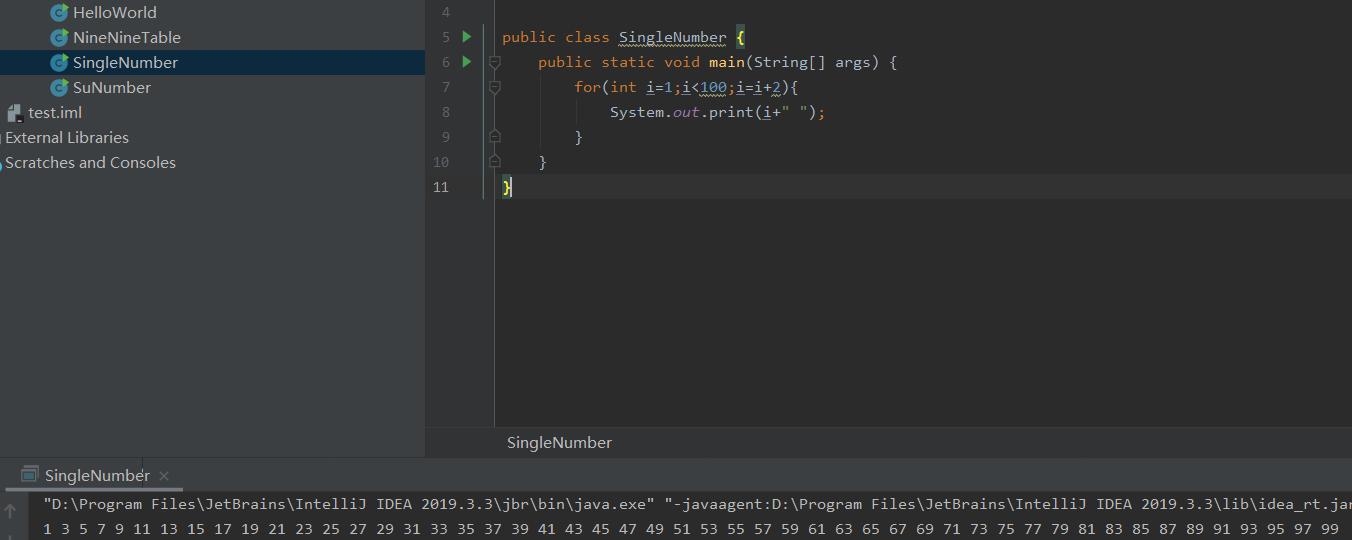 HelloWorld
NineNineTable
SingleNumber
SuNumber
test.iml
External Libraries
Scratches and Consoles
4
5 public class SingleNumber {
6 public static void main(String[] args) {
7 for(int i=1;i<100;i=i+2){
8 System.out.print(i+" ");
9 }
10 }
11 }
SingleNumber
SingleNumber
"D:\Program Files\JetBrains\IntelliJ IDEA 2019.3.3\jbr\bin\java.exe" "-javaagent:D:\Program Files\JetBrains\IntelliJ IDEA 2019.3.3\lib\idea_rt.jar
1 3 5 7 9 11 13 15 17 19 21 23 25 27 29 31 33 35 37 39 41 43 45 47 49 51 53 55 57 59 61 63 65 67 69 71 73 75 77 79 81 83 85 87 89 91 93 95 97 99